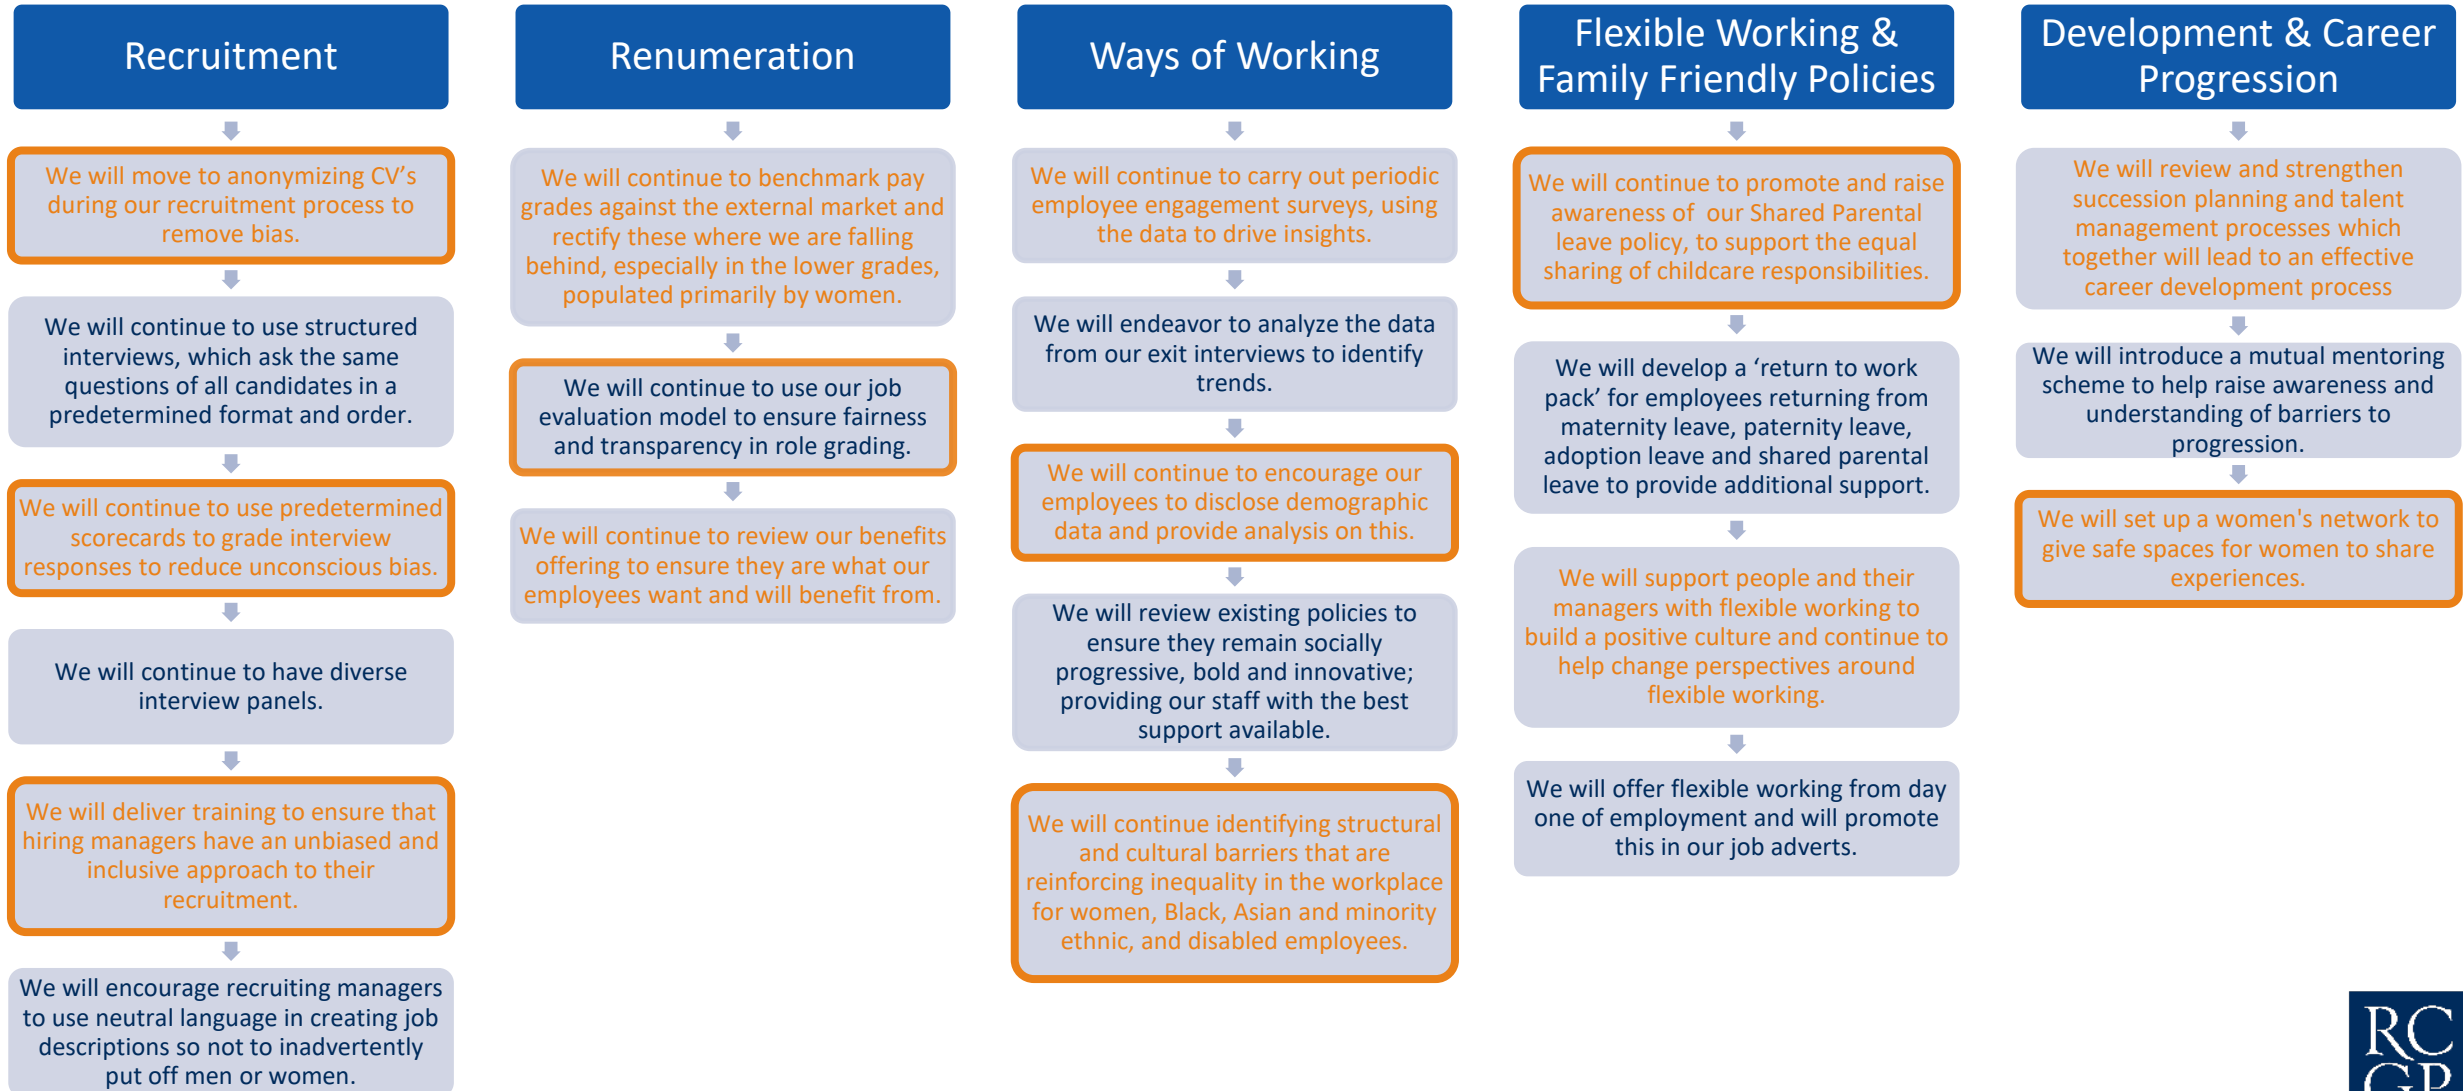 Recruitment
We will move to anonymizing CV’s
during our recruitment process to
remove bias.
We will continue to use structured
interviews, which ask the same
questions of all candidates in a
predetermined format and order.
We will continue to use predetermined
scorecards to grade interview
responses to reduce unconscious bias.
We will continue to have diverse
interview panels.
We will deliver training to ensure that
hiring managers have an unbiased and
inclusive approach to their
recruitment.
We will encourage recruiting managers
to use neutral language in creating job
descriptions so not to inadvertently
put off men or women.
Renumeration
We will continue to benchmark pay
grades against the external market and
rectify these where we are falling
behind, especially in the lower grades,
populated primarily by women.
We will continue to use our job
evaluation model to ensure fairness
and transparency in role grading.
We will continue to review our benefits
offering to ensure they are what our
employees want and will benefit from.
Ways of Working
We will continue to carry out periodic
employee engagement surveys, using
the data to drive insights.
We will endeavor to analyze the data
from our exit interviews to identify
trends.
We will continue to encourage our
employees to disclose demographic
data and provide analysis on this.
We will review existing policies to
ensure they remain socially
progressive, bold and innovative;
providing our staff with the best
support available.
We will continue identifying structural
and cultural barriers that are
reinforcing inequality in the workplace
for women, Black, Asian and minority
ethnic, and disabled employees.
Flexible Working &
Family Friendly Policies
We will continue to promote and raise
awareness of  our Shared Parental
leave policy, to support the equal
sharing of childcare responsibilities.
We will develop a ‘return to work
pack’ for employees returning from
maternity leave, paternity leave,
adoption leave and shared parental
leave to provide additional support.
We will support people and their
managers with flexible working to
build a positive culture and continue to
help change perspectives around
flexible working.
We will offer flexible working from day
one of employment and will promote
this in our job adverts.
Development & Career
Progression
We will review and strengthen
succession planning and talent
management processes which
together will lead to an effective
career development process
We will introduce a mutual mentoring
scheme to help raise awareness and
understanding of barriers to
progression.
We will set up a women's network to
give safe spaces for women to share
experiences.
RC
GP